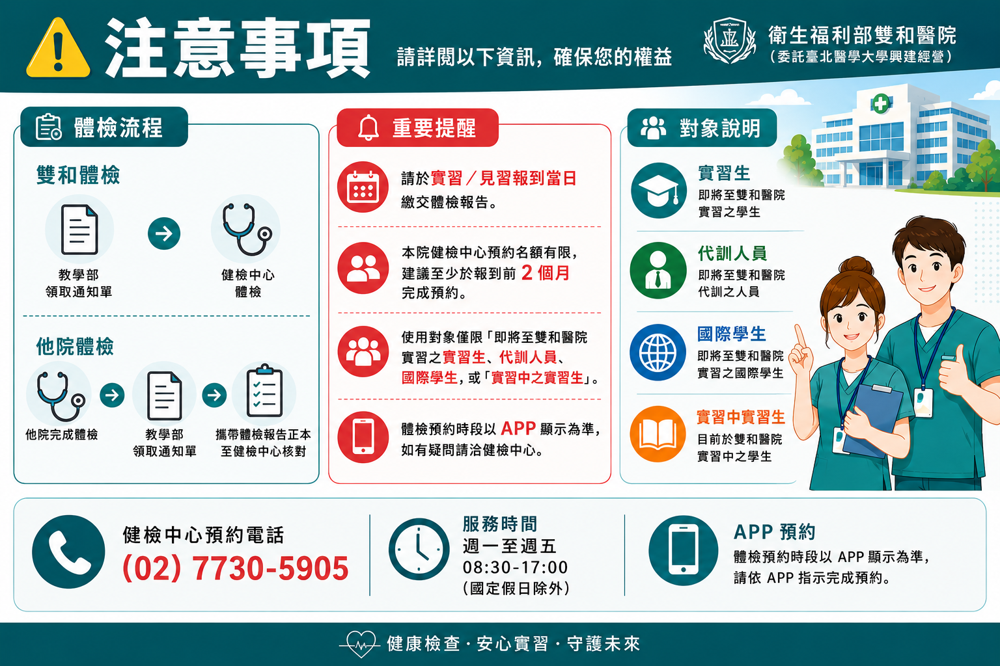 注意事項
請詳閱以下資訊，確保您的權益
衛生福利部雙和醫院
（委託臺北醫學大學興建經營）
體檢流程
雙和體檢
教學部
領取通知單
健檢中心
體檢
他院體檢
他院完成體檢
教學部
領取通知單
攜帶體檢報告正本
至健檢中心核對
重要提醒
請於實習／見習報到當日
繳交體檢報告。
本院健檢中心預約名額有限，
建議至少於報到前 2 個月
完成預約。
使用對象僅限「即將至雙和醫院
實習之實習生、代訓人員、
國際學生，或「實習中之實習生」。
體檢預約時段以 APP 顯示為準，
如有疑問請洽健檢中心。
對象說明
實習生
即將至雙和醫院
實習之學生
代訓人員
即將至雙和醫院
代訓之人員
國際學生
即將至雙和醫院
實習之國際學生
實習中實習生
目前於雙和醫院
實習中之學生
健檢中心預約電話
(02) 7730-5905
服務時間
週一至週五
08:30-17:00
（國定假日除外）
APP 預約
體檢預約時段以 APP 顯示為準，
請依 APP 指示完成預約。
健康檢查·安心實習·守護未來